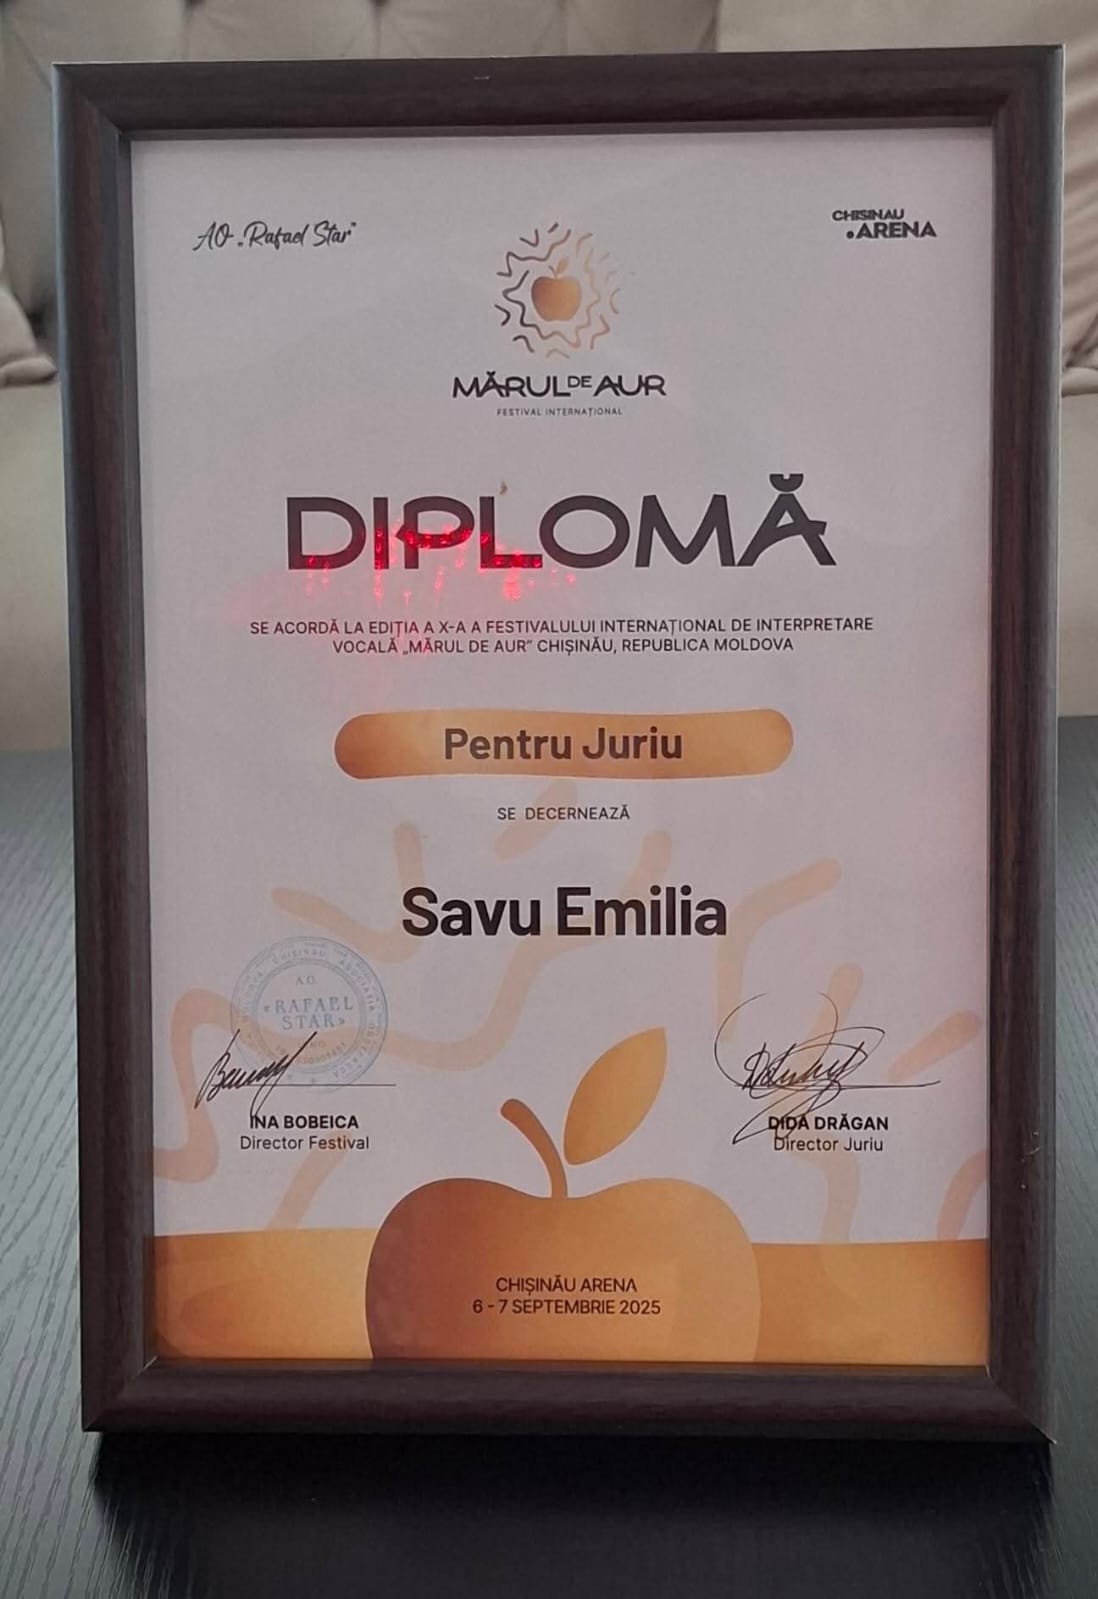 AO „Rafael Star"
CHISINAU
ARENA
MĂRUL DE AUR
FESTIVAL INTERNAȚIONAL
DIPLOMĂ
SE ACORDĂ LA EDIȚIA A X-A A FESTIVALULUI INTERNAȚIONAL DE INTERPRETARE
VOCALĂ „MĂRUL DE AUR" CHIȘINĂU, REPUBLICA MOLDOVA
Pentru Juriu
SE DECERNEAZĂ
Savu Emilia
A.O.
«RAFAEL
STAR»
INA BOBEICA
Director Festival
DIDA DRĂGAN
Director Juriu
CHIȘINĂU ARENA
6 - 7 SEPTEMBRIE 2025